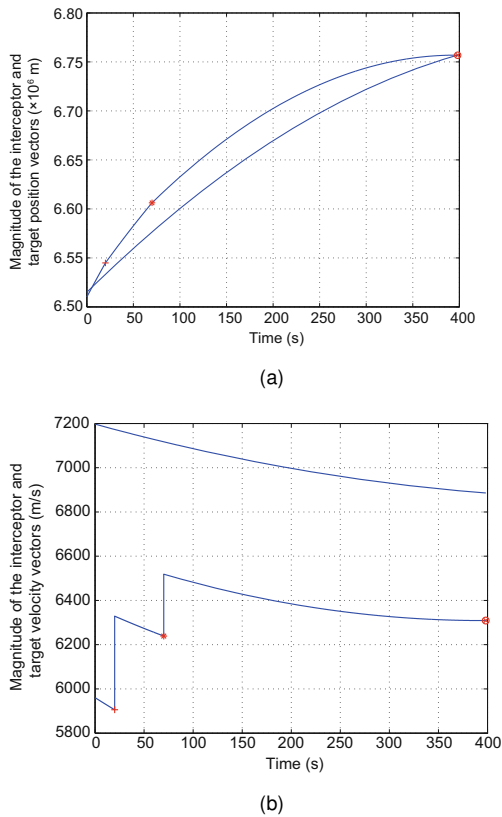 Magnitude of the interceptor and
target position vectors (×10⁶ m)
6.80
6.75
6.70
6.65
6.60
6.55
6.50
0 50 100 150 200 250 300 350 400
Time (s)
(a)
Magnitude of the interceptor and
target velocity vectors (m/s)
7200
7000
6800
6600
6400
6200
6000
5800
0 50 100 150 200 250 300 350 400
Time (s)
(b)